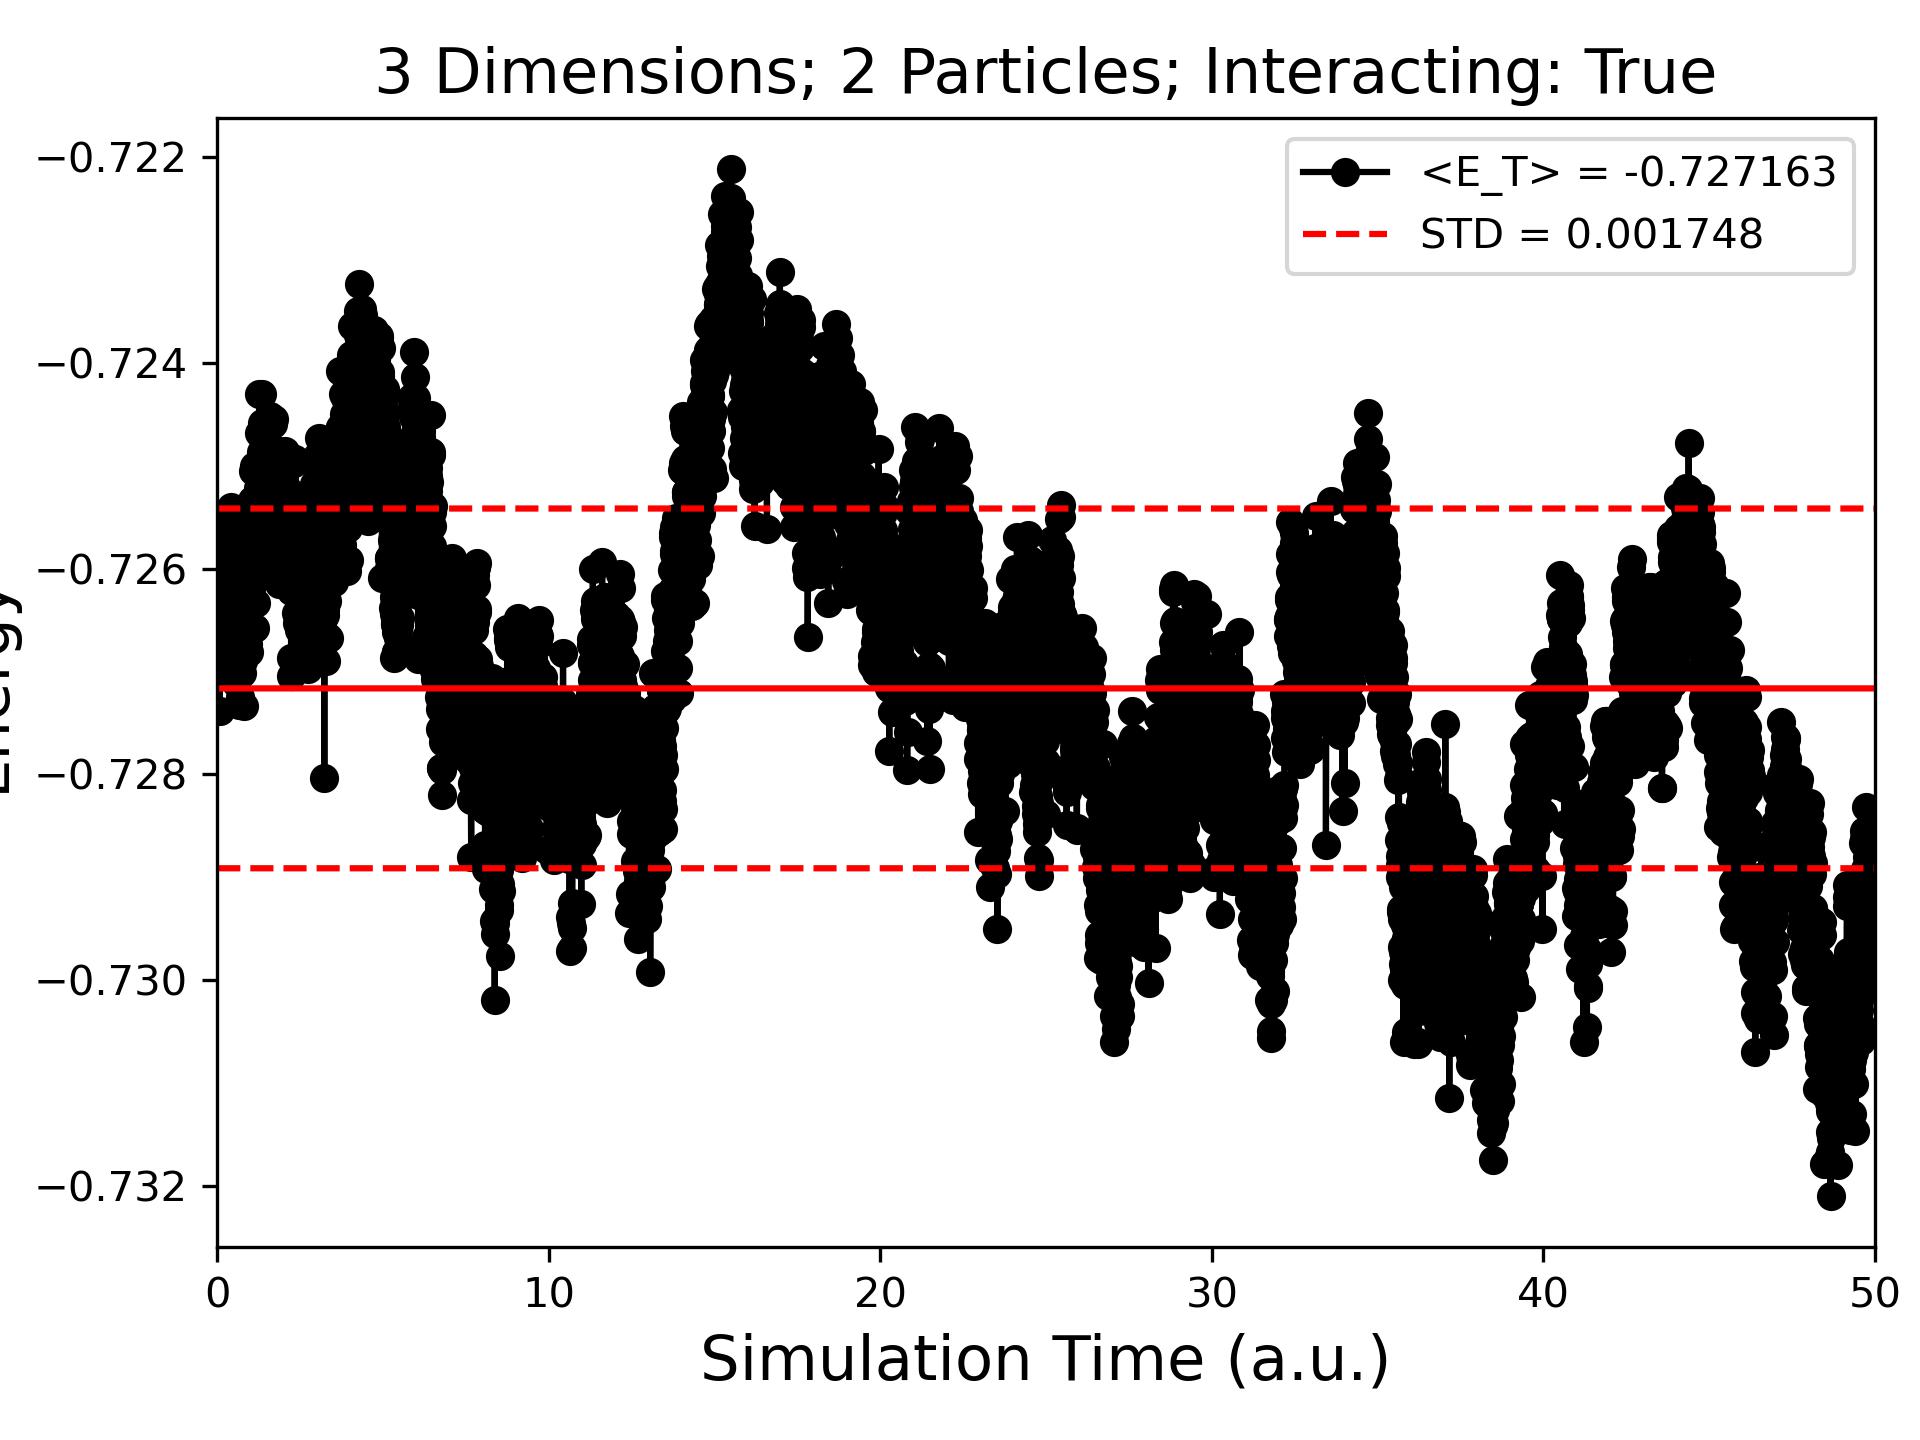 3 Dimensions; 2 Particles; Interacting: True
−0.722
−0.724
−0.726
−0.728
−0.730
−0.732
Energy
<E_T> = -0.727163
STD = 0.001748
0 10 20 30 40 50
Simulation Time (a.u.)